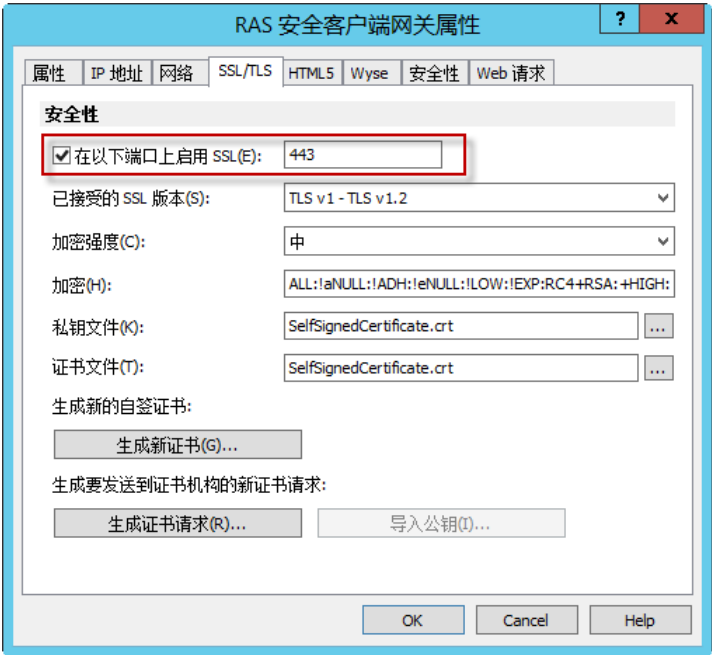 RAS 安全客户端网关属性
? x
属性 IP 地址 网络 SSL/TLS HTML5 Wyse 安全性 Web 请求
安全性
在以下端口上启用 SSL(E): 443
已接受的 SSL 版本(S): TLS v1 - TLS v1.2
加密强度(C): 中
加密(H): ALL:!aNULL:!ADH:!eNULL:!LOW:!EXP:RC4+RSA:+HIGH:
私钥文件(K): SelfSignedCertificate.crt ...
证书文件(T): SelfSignedCertificate.crt ...
生成新的自签证书:
生成新证书(G)...
生成要发送到证书机构的新证书请求:
生成证书请求(R)... 导入公钥(I)...
OK Cancel Help